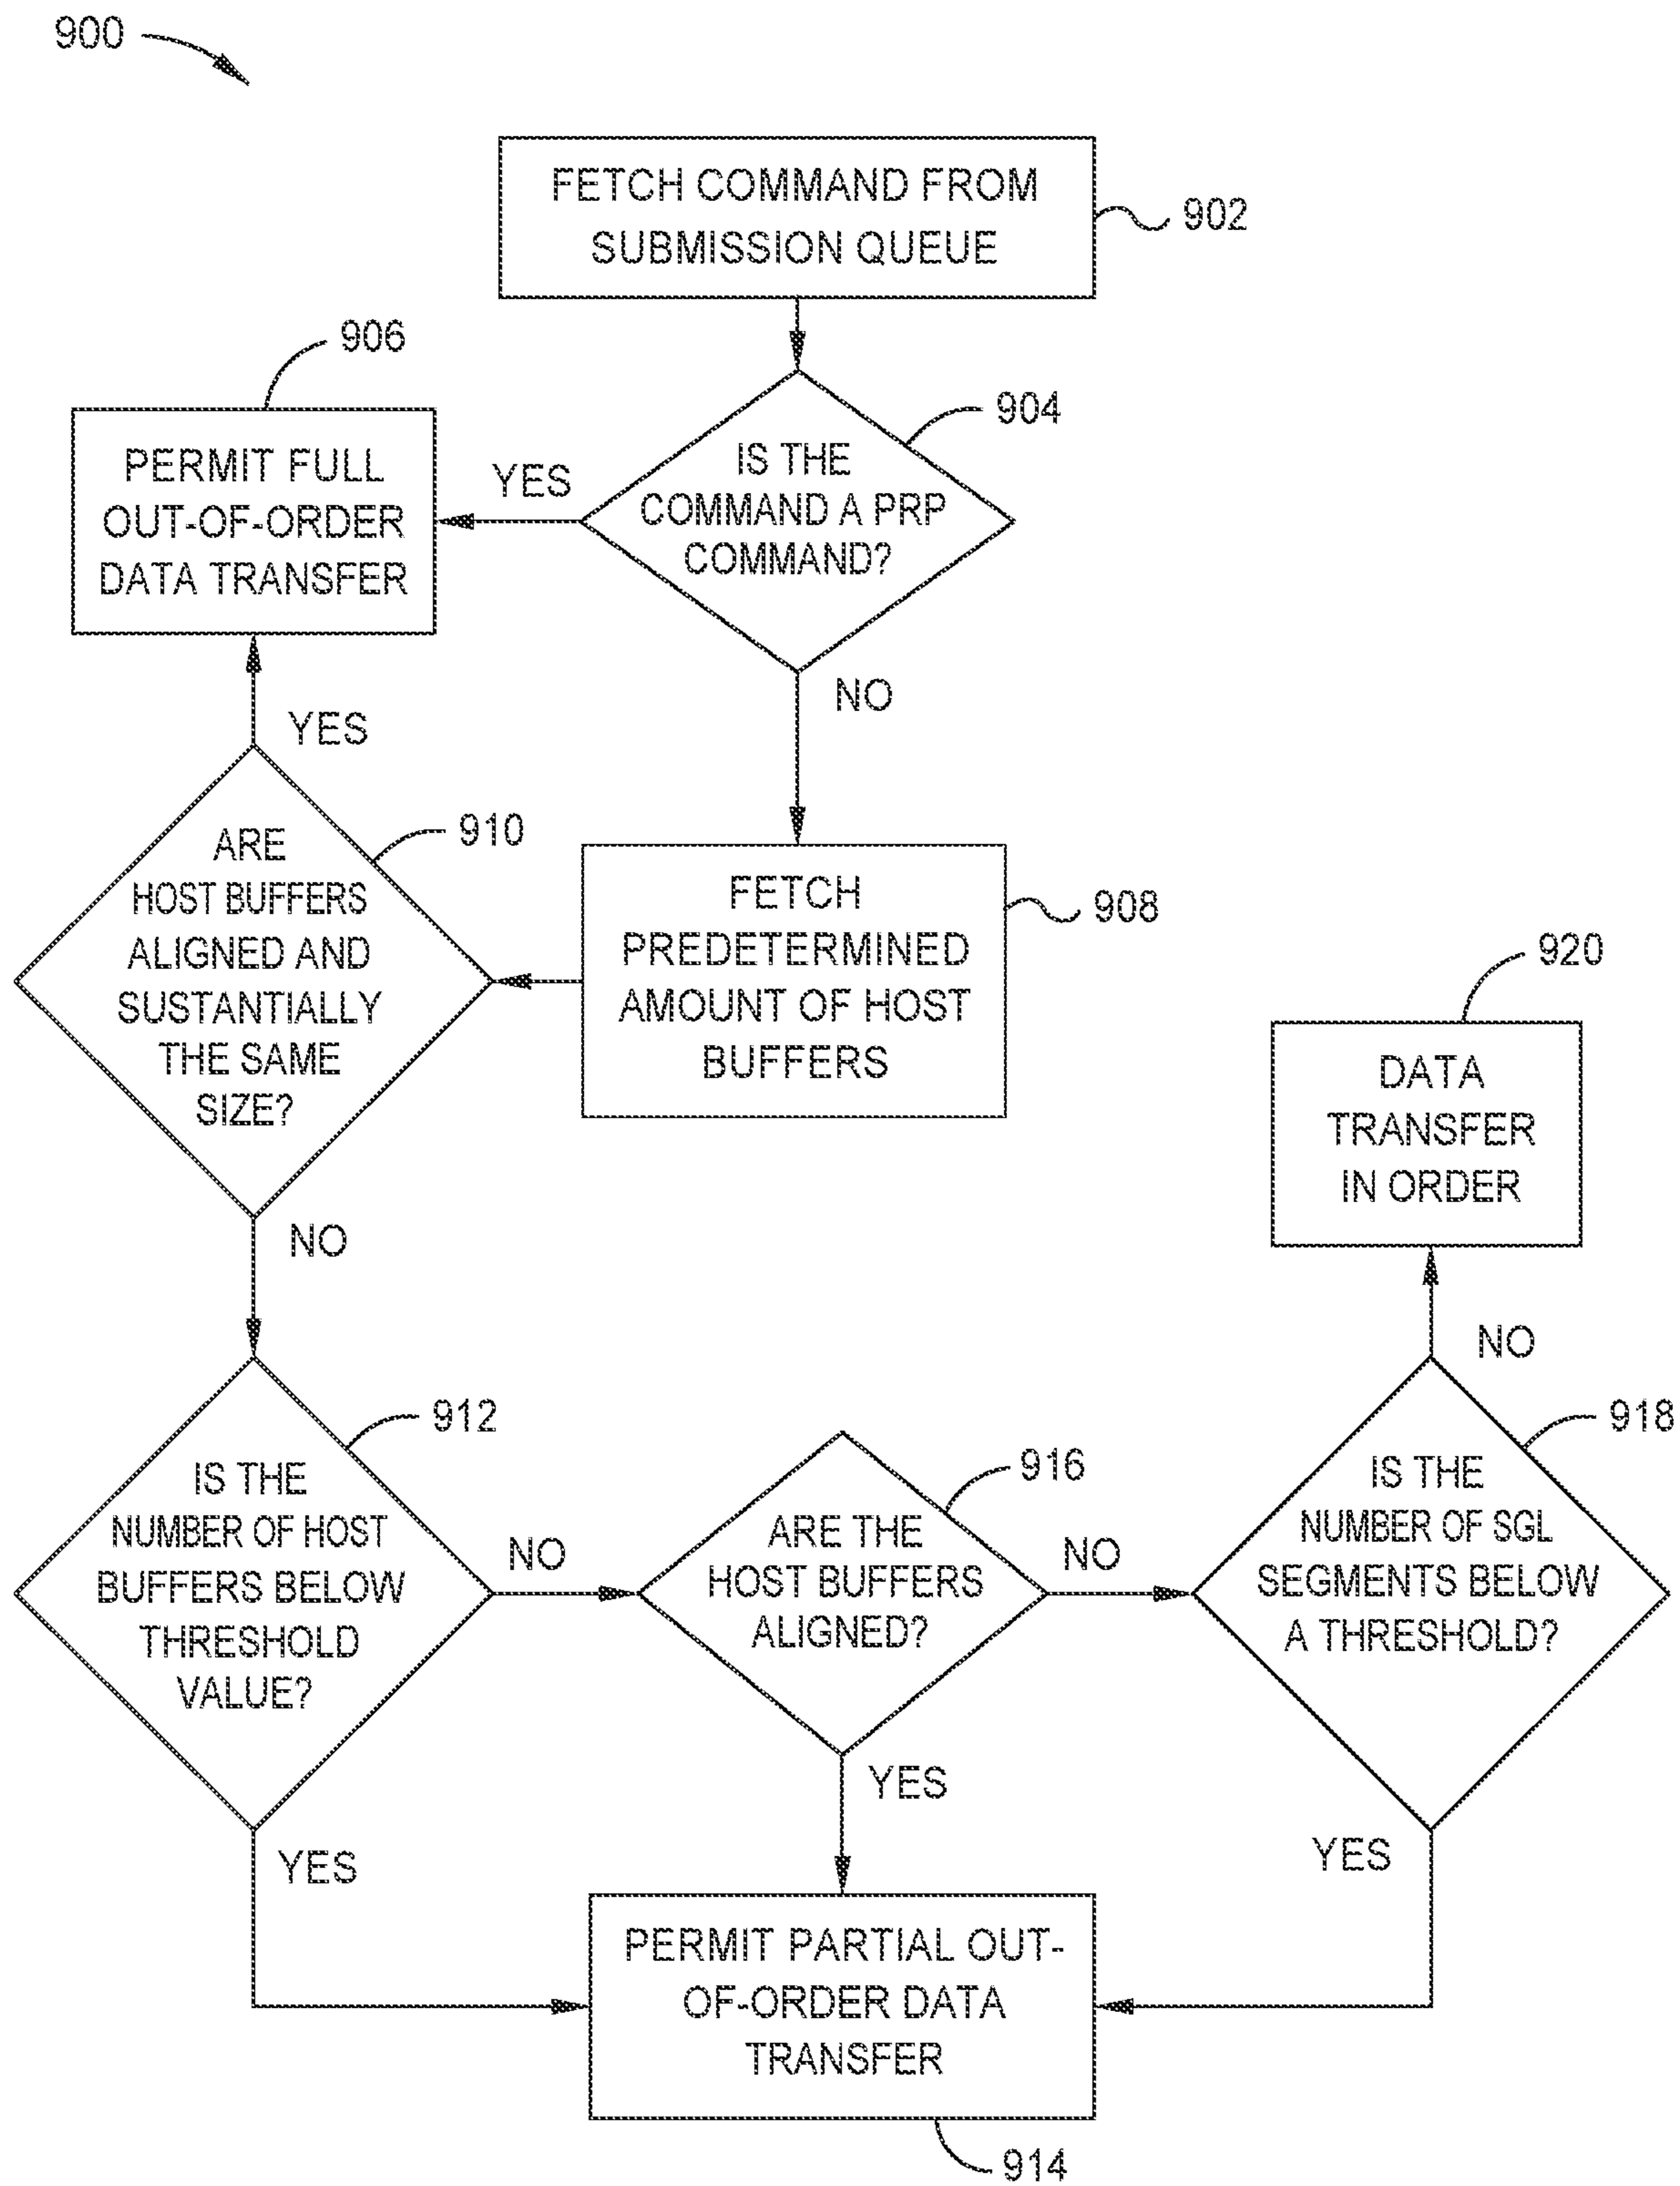 900
FETCH COMMAND FROM
SUBMISSION QUEUE
902
906
904
PERMIT FULL
OUT-OF-ORDER
DATA TRANSFER
YES
IS THE
COMMAND A PRP
COMMAND?
NO
YES
910
ARE
HOST BUFFERS
ALIGNED AND
SUSTANTIALLY
THE SAME
SIZE?
FETCH
PREDETERMINED
AMOUNT OF HOST
BUFFERS
908
920
DATA
TRANSFER
IN ORDER
NO
NO
912
IS THE
NUMBER OF HOST
BUFFERS BELOW
THRESHOLD
VALUE?
NO
916
ARE THE
HOST BUFFERS
ALIGNED?
NO
918
IS THE
NUMBER OF SGL
SEGMENTS BELOW
A THRESHOLD?
YES
YES
YES
PERMIT PARTIAL OUT-
OF-ORDER DATA
TRANSFER
914